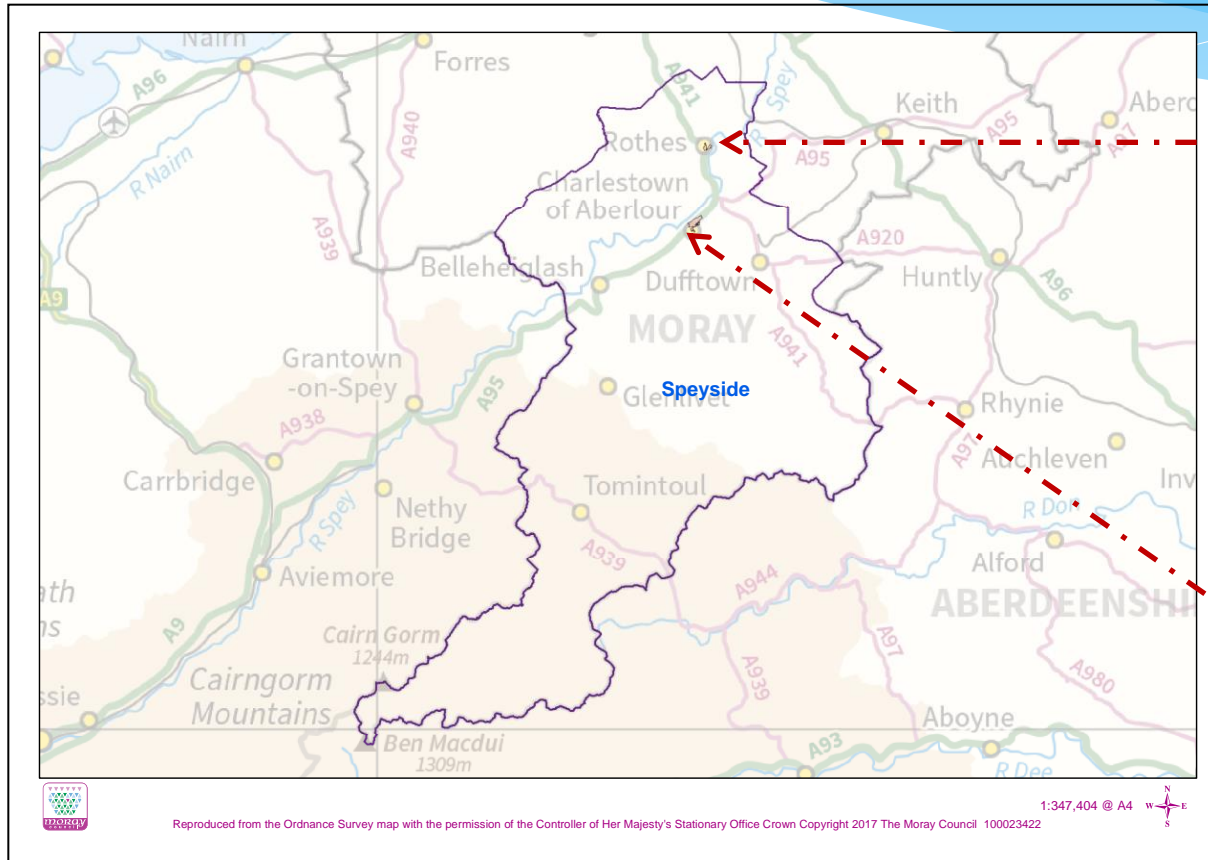 Nairn
A96
Forres
A941
R Spey
Keith
A95
Aberc
A97
A940
Rothes
A95
R Nairn
Charlestown
of Aberlour
A939
A920
Belleheiglash
Dufftown
Huntly
A96
A9
MORAY
A941
Grantown
-on-Spey
A95
Speyside
Glenlivet
Rhynie
A938
A97
Auchleven
Carrbridge
Tomintoul
Inv
Nethy
Bridge
R Spey
R Don
A939
Alford
Aviemore
A944
ath
ns
ABERDEENSHI
A9
Cairn Gorm
1244m
A97
A939
A980
Cairngorm
Mountains
ssie
Aboyne
Ben Macdui
1309m
A93
R Dee
moray
COUNCIL
1:347,404 @ A4
N
W E
S
Reproduced from the Ordnance Survey map with the permission of the Controller of Her Majesty's Stationary Office Crown Copyright 2017 The Moray Council 100023422